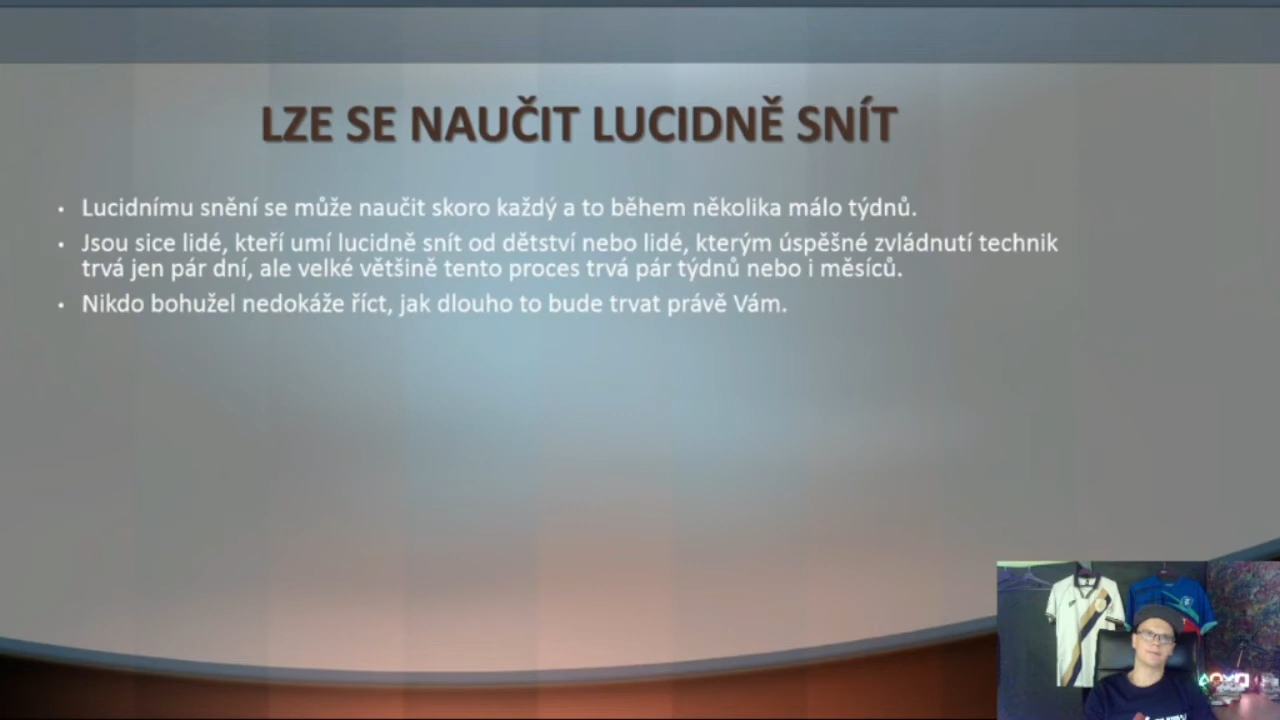 LZE SE NAUČIT LUCIDNĚ SNÍT
• Lucidnímu snění se může naučit skoro každý a to během několika málo týdnů.
• Jsou sice lidé, kteří umí lucidně snít od dětství nebo lidé, kterým úspěšné zvládnutí technik
trvá jen pár dní, ale velké většině tento proces trvá pár týdnů nebo i měsíců.
• Nikdo bohužel nedokáže říct, jak dlouho to bude trvat právě Vám.